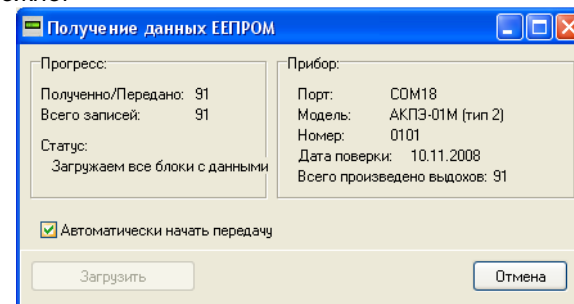 Получение данных ЕЕПРОМ
Прогресс:
Полученно/Передано: 91
Всего записей: 91
Статус:
Загружаем все блоки с данными
Прибор:
Порт: COM18
Модель: АКПЭ-01М (тип 2)
Номер: 0101
Дата поверки: 10.11.2008
Всего произведено выдохов: 91
Автоматически начать передачу
Загрузить
Отмена